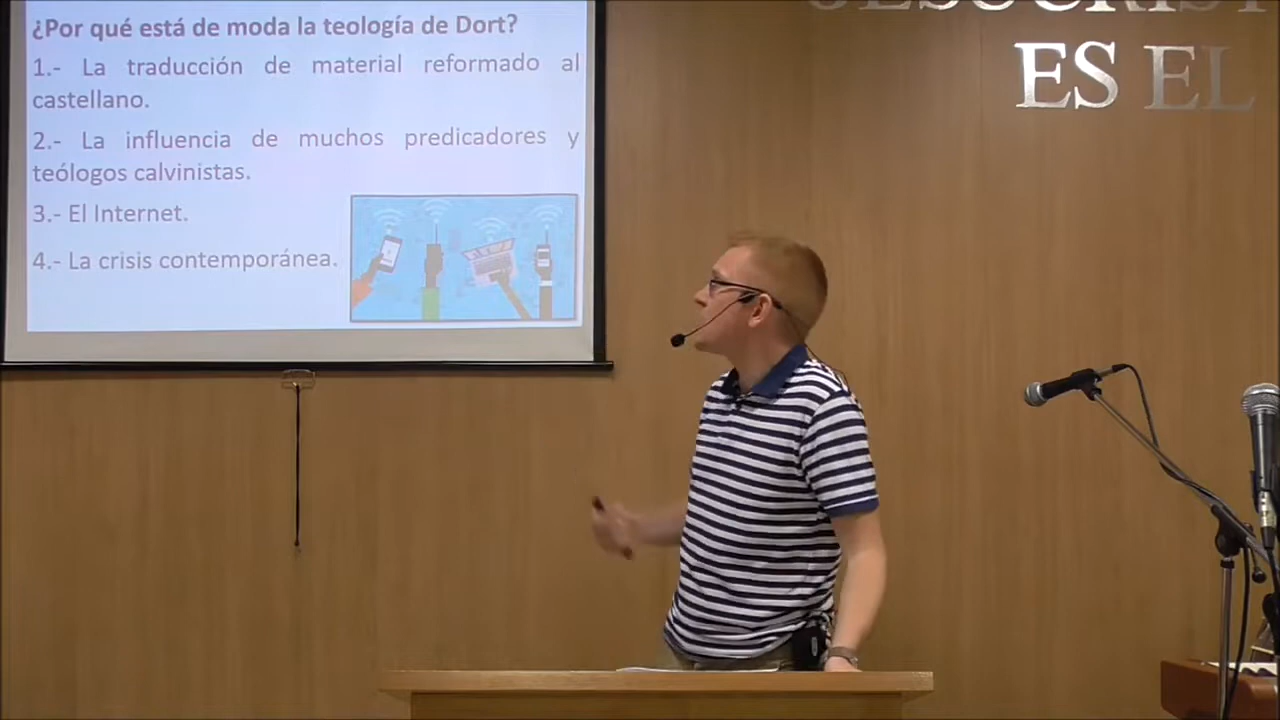 ¿Por qué está de moda la teología de Dort?
1.- La traducción de material reformado al
castellano.
2.- La influencia de muchos predicadores y
teólogos calvinistas.
3.- El Internet.
4.- La crisis contemporánea.
JESUCRIST
ES EL